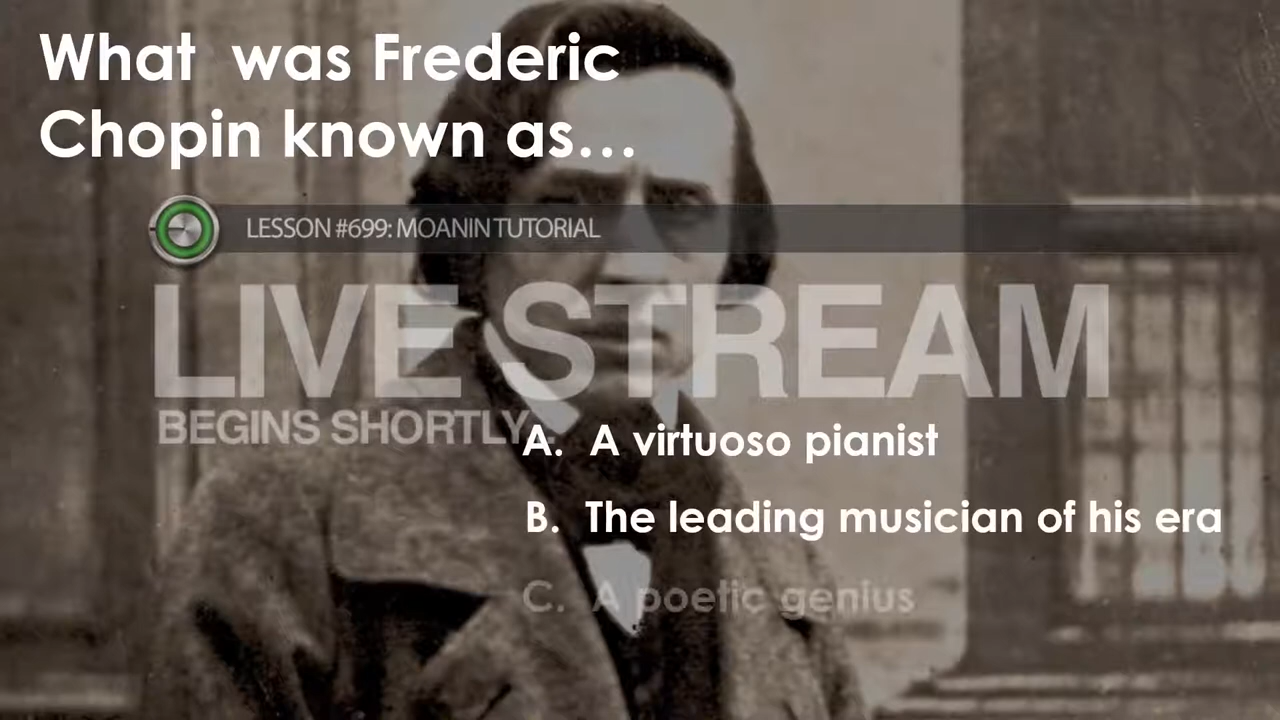 What was Frederic
Chopin known as...
LESSON #699: MOANIN TUTORIAL
LIVE STREAM
BEGINS SHORTLY...
A. A virtuoso pianist
B. The leading musician of his era
C. A poetic genius